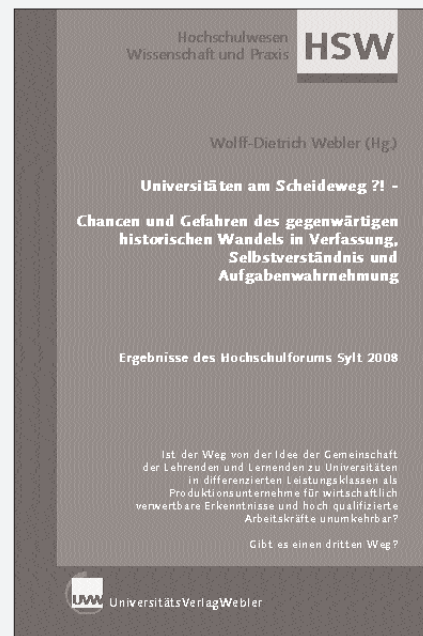 Hochschulwesen
Wissenschaft und Praxis
HSW
Wolff-Dietrich Webler (Hg.)
Universitäten am Scheideweg ?! -
Chancen und Gefahren des gegenwärtigen
historischen Wandels in Verfassung,
Selbstverständnis und
Aufgabenwahrnehmung
Ergebnisse des Hochschulforums Sylt 2008
Ist der Weg von der Idee der Gemeinschaft
der Lehrenden und Lernenden zu Universitäten
in differenzierten Leistungsklassen als
Produktionsunternehme für wirtschaftlich
verwertbare Erkenntnisse und hoch qualifizierte
Arbeitskräfte unumkehrbar?
Gibt es einen dritten Weg?
UVW UniversitätsVerlagWebler